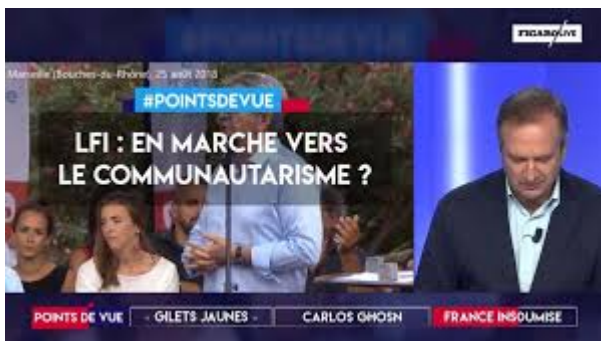 FIGARO LIVE
Marseille (Bouches-du-Rhône), 25 août 2018
#POINTSDEVUE
LFI : EN MARCHE VERS
LE COMMUNAUTARISME ?
POINTS DE VUE
- GILETS JAUNES -
CARLOS GHOSN
FRANCE INSOUMISE